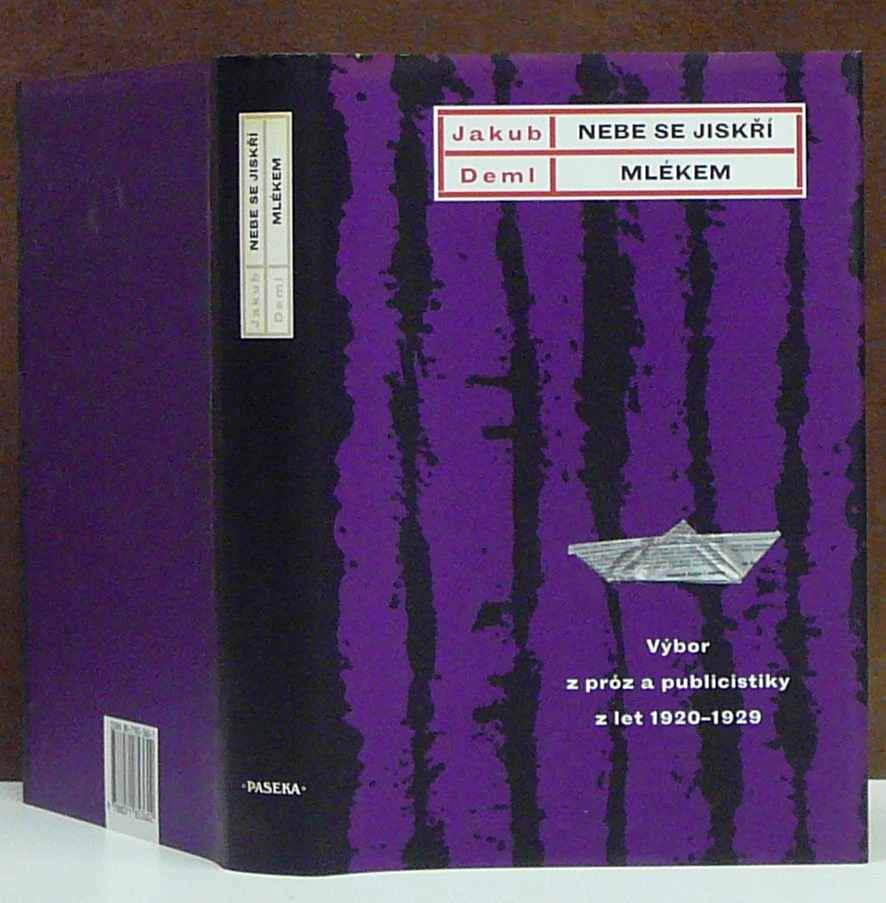 Jakub NEBE SE JISKŘÍ
Deml MLÉKEM
Výbor
z próz a publicistiky
z let 1920–1929
NEBE SE JISKŘÍ
MLÉKEM
Jakub
Deml
·PASEKA·